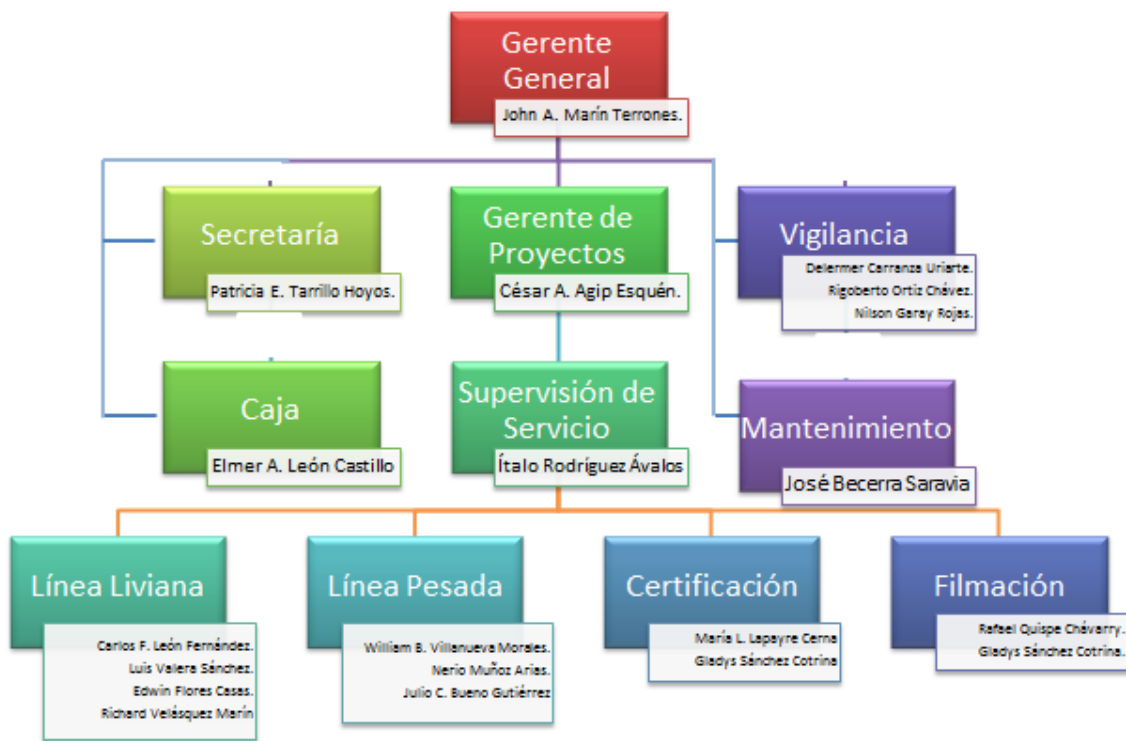 Gerente
General
John A. Marín Terrones.
Secretaría
Patricia E. Tarrillo Hoyos.
Gerente de
Proyectos
César A. Agip Esquén.
Vigilancia
Delermer Carranza Uriarte.
Rigoberto Ortiz Chávez.
Nilson Garay Rojas.
Caja
Elmer A. León Castillo
Supervisión de
Servicio
Ítalo Rodríguez Ávalos
Mantenimiento
José Becerra Saravia
Línea Liviana
Carlos F. León Fernández.
Luis Valera Sánchez.
Edwin Flores Casas.
Richard Velásquez Marín
Línea Pesada
William B. Villanueva Morales.
Nerio Muñoz Arias.
Julio C. Bueno Gutiérrez
Certificación
María L. Lapayre Cerna
Gladys Sánchez Cotrina
Filmación
Rafael Quispe Chávarry.
Gladys Sánchez Cotrina.